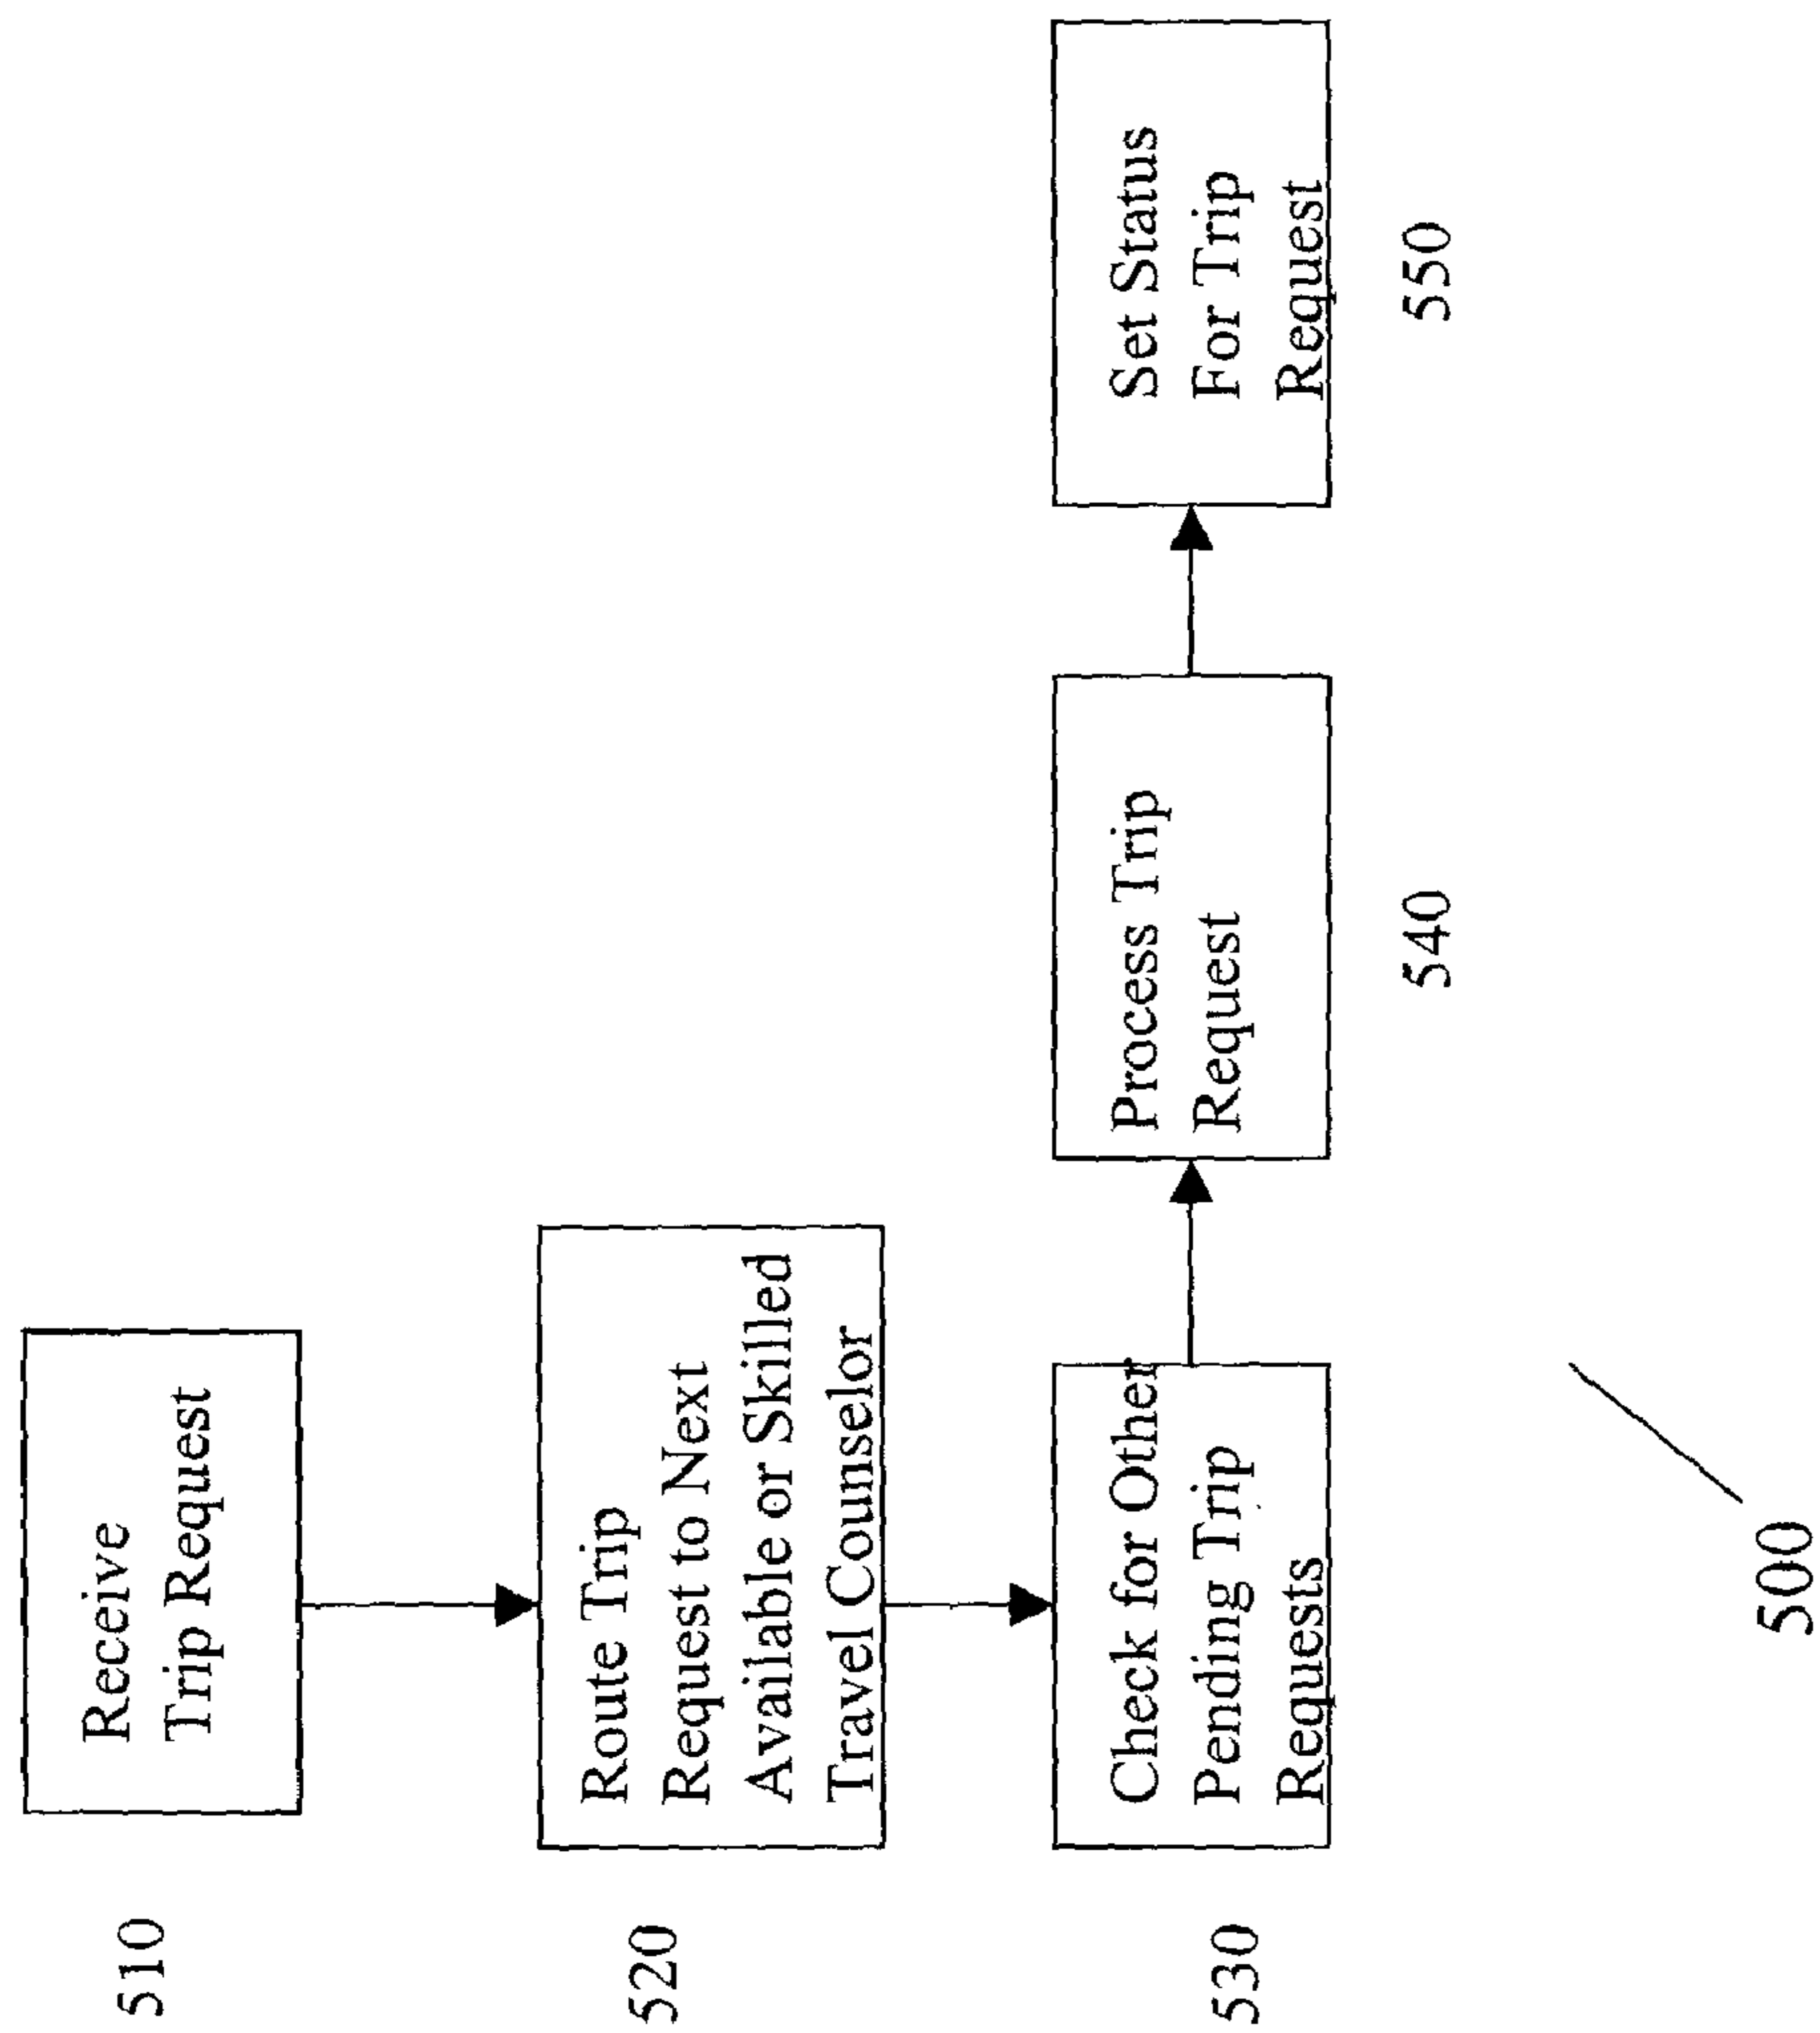 510
Receive
Trip Request
520
Route Trip
Request to Next
Available or Skilled
Travel Counselor
530
Check for Other
Pending Trip
Requests
Process Trip
Request
540
Set Status
For Trip
Request
550
500